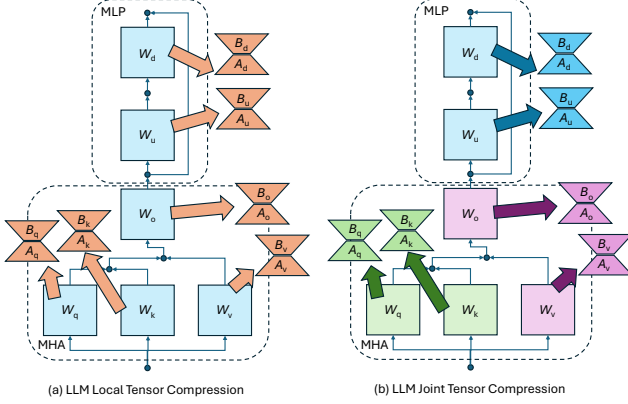 MLP
W_d
B_d
A_d
W_u
B_u
A_u
W_o
B_o
A_o
B_q
A_q
B_k
A_k
B_v
A_v
W_q
W_k
W_v
MHA
(a) LLM Local Tensor Compression
MLP
W_d
B_d
A_d
W_u
B_u
A_u
W_o
B_o
A_o
B_q
A_q
B_k
A_k
B_v
A_v
W_q
W_k
W_v
MHA
(b) LLM Joint Tensor Compression